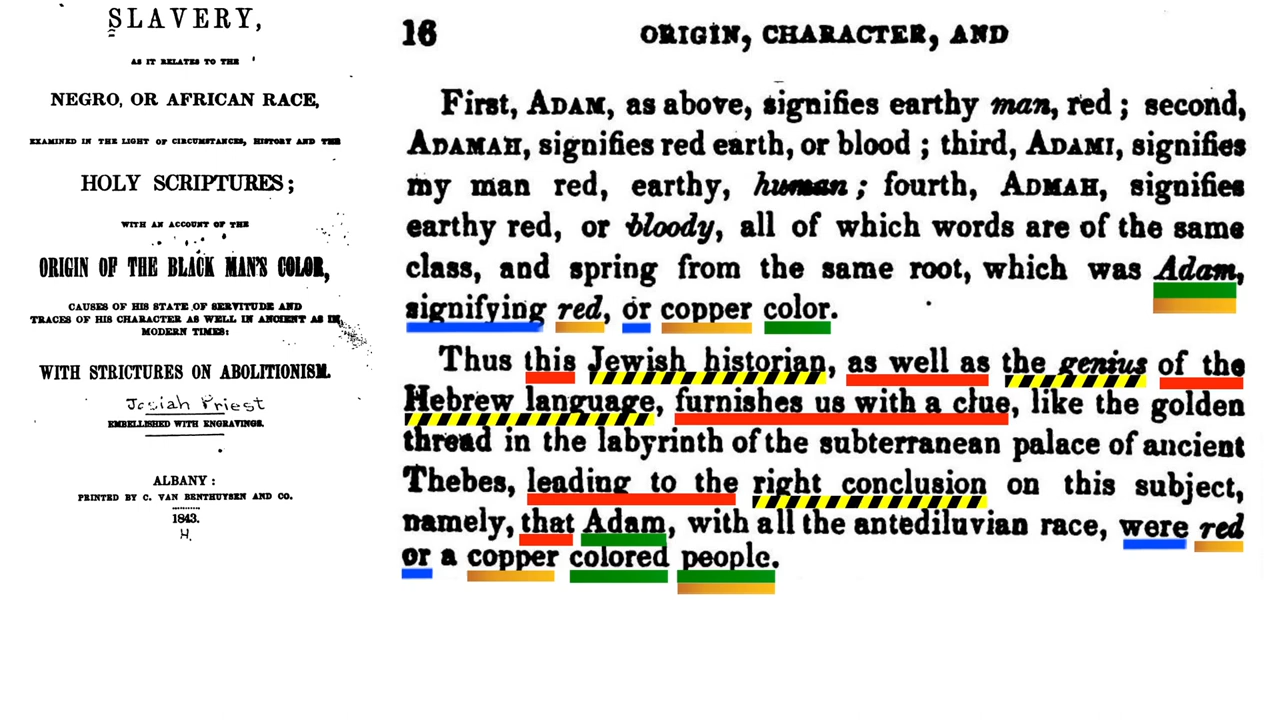 SLAVERY,
AS IT RELATES TO THE
NEGRO, OR AFRICAN RACE,
EXAMINED IN THE LIGHT OF CIRCUMSTANCES, HISTORY AND THE
HOLY SCRIPTURES;
WITH AN ACCOUNT OF THE
ORIGIN OF THE BLACK MAN'S COLOR,
CAUSES OF HIS STATE OF SERVITUDE AND
TRACES OF HIS CHARACTER AS WELL IN ANCIENT AS IN
MODERN TIMES:
WITH STRICTURES ON ABOLITIONISM.
Josiah Priest
EMBELLISHED WITH ENGRAVINGS.
ALBANY:
PRINTED BY C. VAN BENTHUYSEN AND CO.
1843.
H.
16 ORIGIN, CHARACTER, AND
First, ADAM, as above, signifies earthy man, red; second,
ADAMAH, signifies red earth, or blood; third, ADAMI, signifies
my man red, earthy, human; fourth, ADMAH, signifies
earthy red, or bloody, all of which words are of the same
class, and spring from the same root, which was Adam,
signifying red, or copper color.
Thus this Jewish historian, as well as the genius of the
Hebrew language, furnishes us with a clue, like the golden
thread in the labyrinth of the subterranean palace of ancient
Thebes, leading to the right conclusion on this subject,
namely, that Adam, with all the antediluvian race, were red
or a copper colored people.